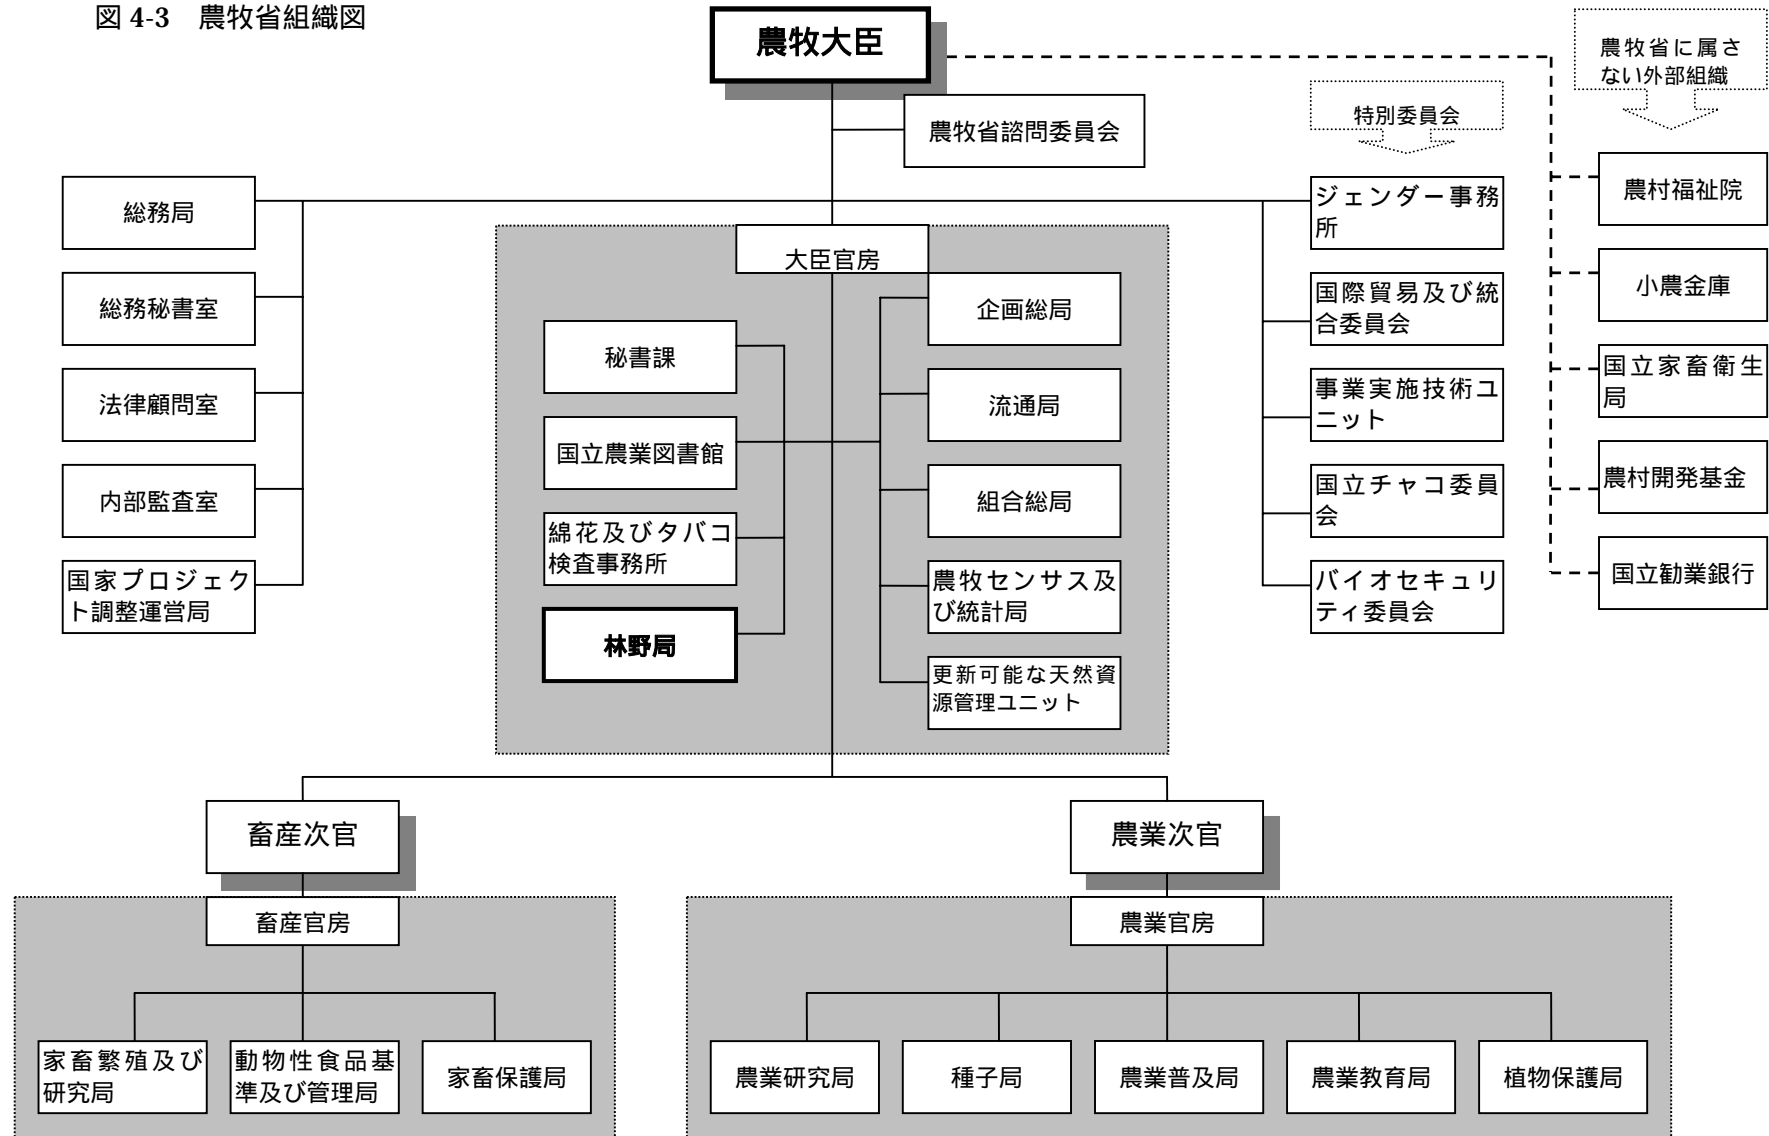 図 4-3 農牧省組織図
農牧大臣
農牧省に属さ
ない外部組織
特別委員会
農牧省諮問委員会
総務局
総務秘書室
法律顧問室
内部監査室
国家プロジェク
ト調整運営局
大臣官房
秘書課
国立農業図書館
綿花及びタバコ
検査事務所
林野局
企画総局
流通局
組合総局
農牧センサス及
び統計局
更新可能な天然資
源管理ユニット
ジェンダー事務
所
国際貿易及び統
合委員会
事業実施技術ユ
ニット
国立チャコ委員
会
バイオセキュリ
ティ委員会
農村福祉院
小農金庫
国立家畜衛生
局
農村開発基金
国立勧業銀行
畜産次官
畜産官房
家畜繁殖及び
研究局
動物性食品基
準及び管理局
家畜保護局
農業次官
農業官房
農業研究局
種子局
農業普及局
農業教育局
植物保護局